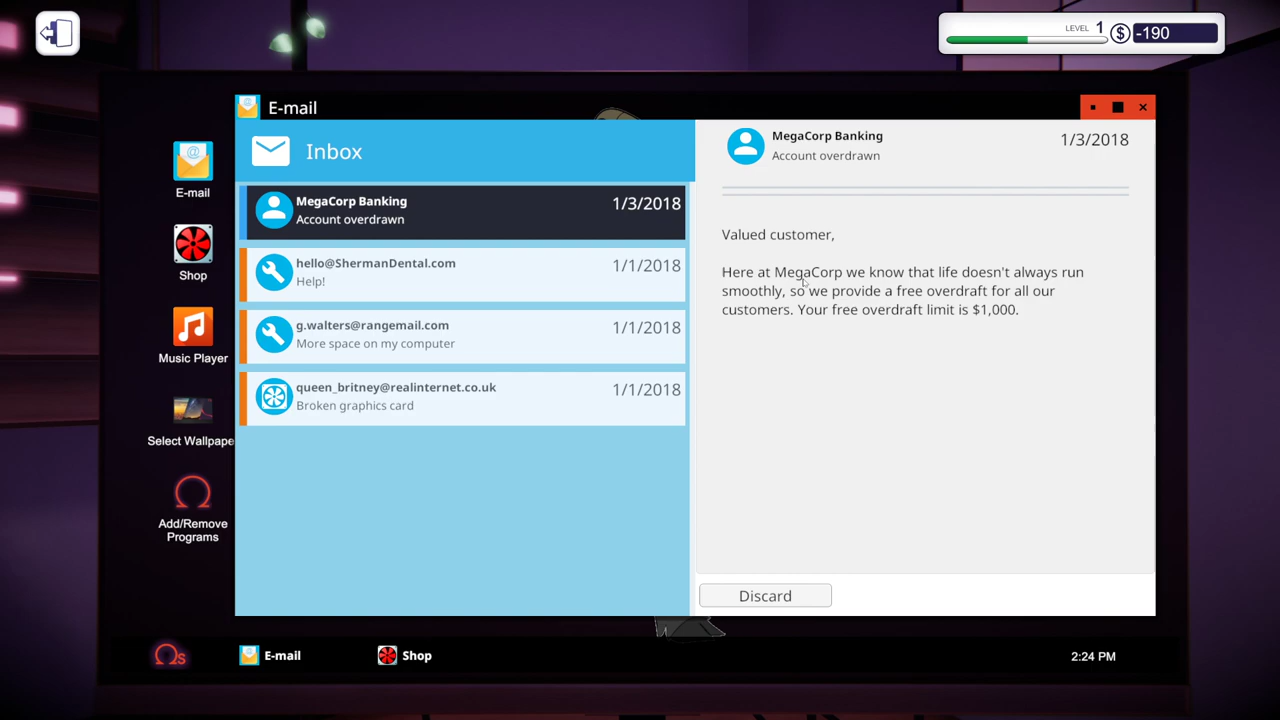 LEVEL 1
$ -190
E-mail
Inbox
MegaCorp Banking
Account overdrawn
1/3/2018
hello@ShermanDental.com
Help!
1/1/2018
g.walters@rangemail.com
More space on my computer
1/1/2018
queen_britney@realinternet.co.uk
Broken graphics card
1/1/2018
MegaCorp Banking
Account overdrawn
1/3/2018
Valued customer,
Here at MegaCorp we know that life doesn't always run
smoothly, so we provide a free overdraft for all our
customers. Your free overdraft limit is $1,000.
Discard
E-mail
Shop
Music Player
Select Wallpape
Add/Remove
Programs
Ωs
E-mail
Shop
2:24 PM